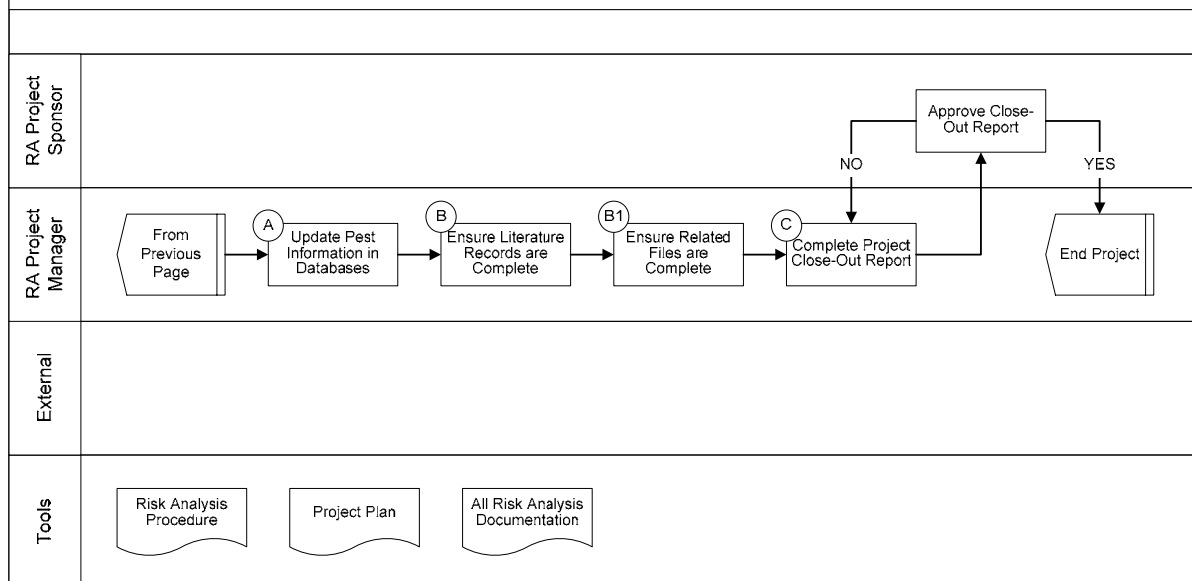 RA Project
Sponsor
Approve Close-
Out Report
NO
YES
RA Project
Manager
From
Previous
Page
A
Update Pest
Information in
Databases
B
Ensure Literature
Records are
Complete
B1
Ensure Related
Files are
Complete
C
Complete Project
Close-Out Report
End Project
External
Tools
Risk Analysis
Procedure
Project Plan
All Risk Analysis
Documentation